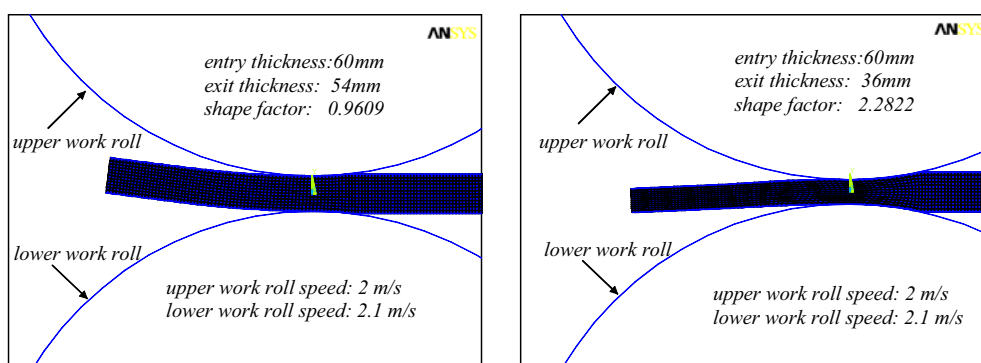 ANSYS
entry thickness:60mm
exit thickness: 54mm
shape factor: 0.9609
upper work roll
lower work roll
upper work roll speed: 2 m/s
lower work roll speed: 2.1 m/s
ANSYS
entry thickness:60mm
exit thickness: 36mm
shape factor: 2.2822
upper work roll
lower work roll
upper work roll speed: 2 m/s
lower work roll speed: 2.1 m/s